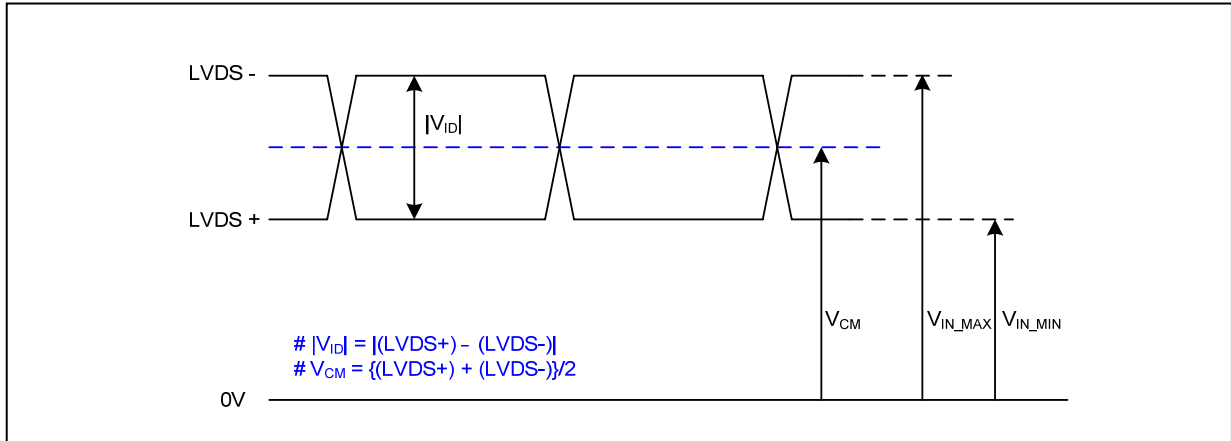 LVDS -
|VID|
LVDS +
VCM
VIN_MAX
VIN_MIN
# |VID| = |(LVDS+) – (LVDS-)|
# VCM = {(LVDS+) + (LVDS-)}/2
0V